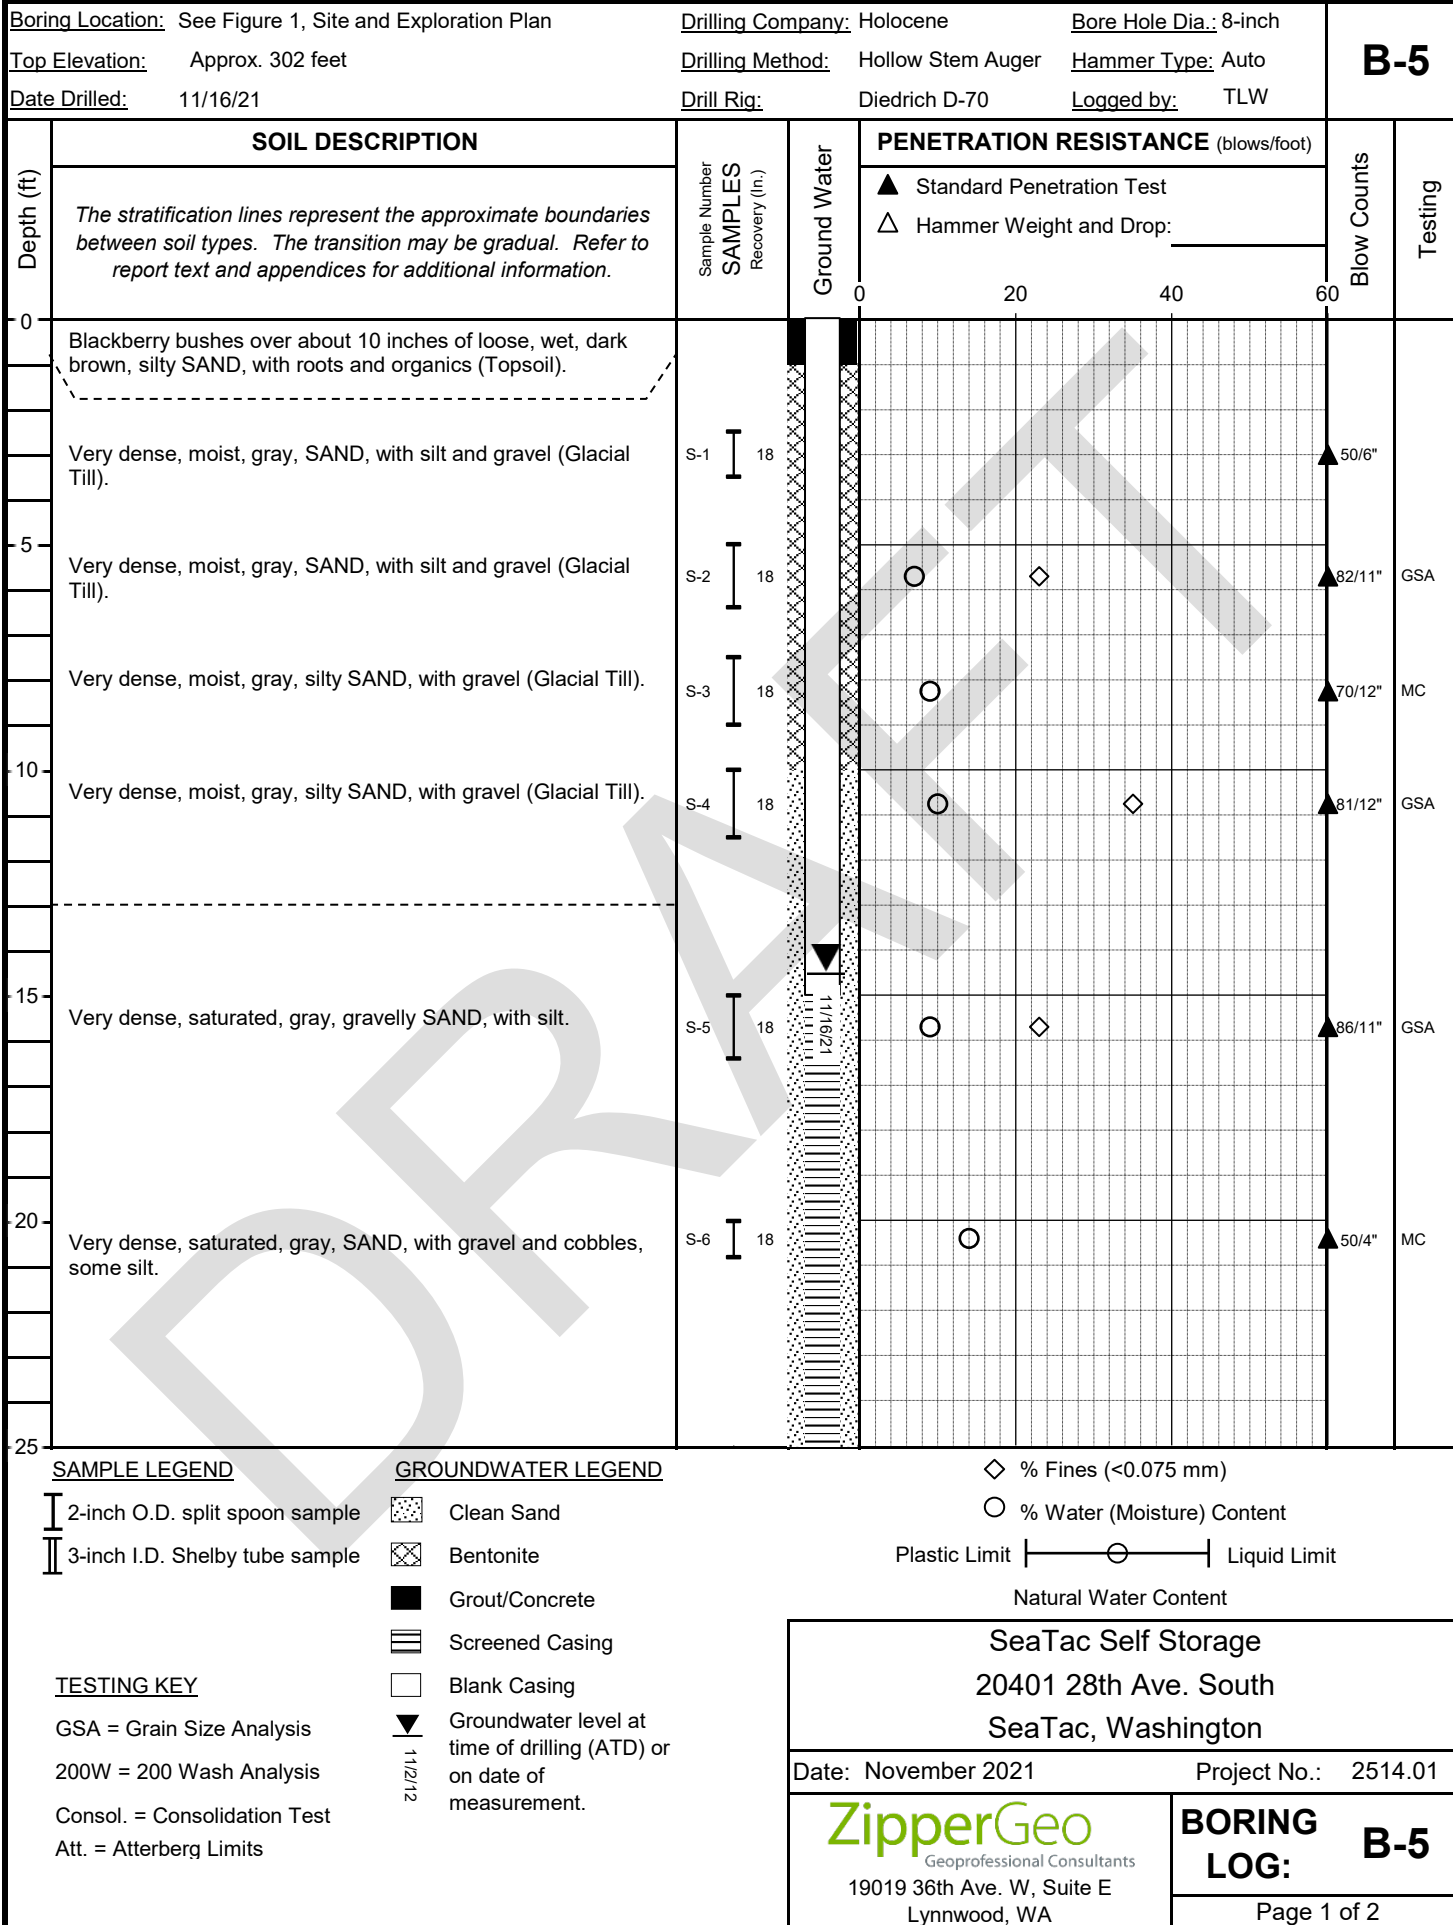 Boring Location: See Figure 1, Site and Exploration Plan Drilling Company: Holocene Bore Hole Dia.: 8-inch
Top Elevation: Approx. 302 feet Drilling Method: Hollow Stem Auger Hammer Type: Auto
Date Drilled: 11/16/21 Drill Rig: Diedrich D-70 Logged by: TLW
B-5
Depth (ft)
SOIL DESCRIPTION
The stratification lines represent the approximate boundaries
between soil types. The transition may be gradual. Refer to
report text and appendices for additional information.
Sample Number
SAMPLES
Recovery (In.)
Ground Water
PENETRATION RESISTANCE (blows/foot)
▲ Standard Penetration Test
△ Hammer Weight and Drop:
0 20 40 60
Blow Counts
Testing
0
Blackberry bushes over about 10 inches of loose, wet, dark
brown, silty SAND, with roots and organics (Topsoil).
Very dense, moist, gray, SAND, with silt and gravel (Glacial
Till).
S-1 18 50/6"
5
Very dense, moist, gray, SAND, with silt and gravel (Glacial
Till).
S-2 18 82/11" GSA
Very dense, moist, gray, silty SAND, with gravel (Glacial Till).
S-3 18 70/12" MC
10
Very dense, moist, gray, silty SAND, with gravel (Glacial Till).
S-4 18 81/12" GSA
15
Very dense, saturated, gray, gravelly SAND, with silt.
S-5 18 11/16/21 86/11" GSA
20
Very dense, saturated, gray, SAND, with gravel and cobbles,
some silt.
S-6 18 50/4" MC
25
DRAFT
SAMPLE LEGEND
2-inch O.D. split spoon sample
3-inch I.D. Shelby tube sample
TESTING KEY
GSA = Grain Size Analysis
200W = 200 Wash Analysis
Consol. = Consolidation Test
Att. = Atterberg Limits
GROUNDWATER LEGEND
Clean Sand
Bentonite
Grout/Concrete
Screened Casing
Blank Casing
Groundwater level at
time of drilling (ATD) or
on date of
measurement.
11/2/12
% Fines (<0.075 mm)
% Water (Moisture) Content
Plastic Limit Liquid Limit
Natural Water Content
SeaTac Self Storage
20401 28th Ave. South
SeaTac, Washington
Date: November 2021 Project No.: 2514.01
ZipperGeo
Geoprofessional Consultants
19019 36th Ave. W, Suite E
Lynnwood, WA
BORING
LOG:
B-5
Page 1 of 2